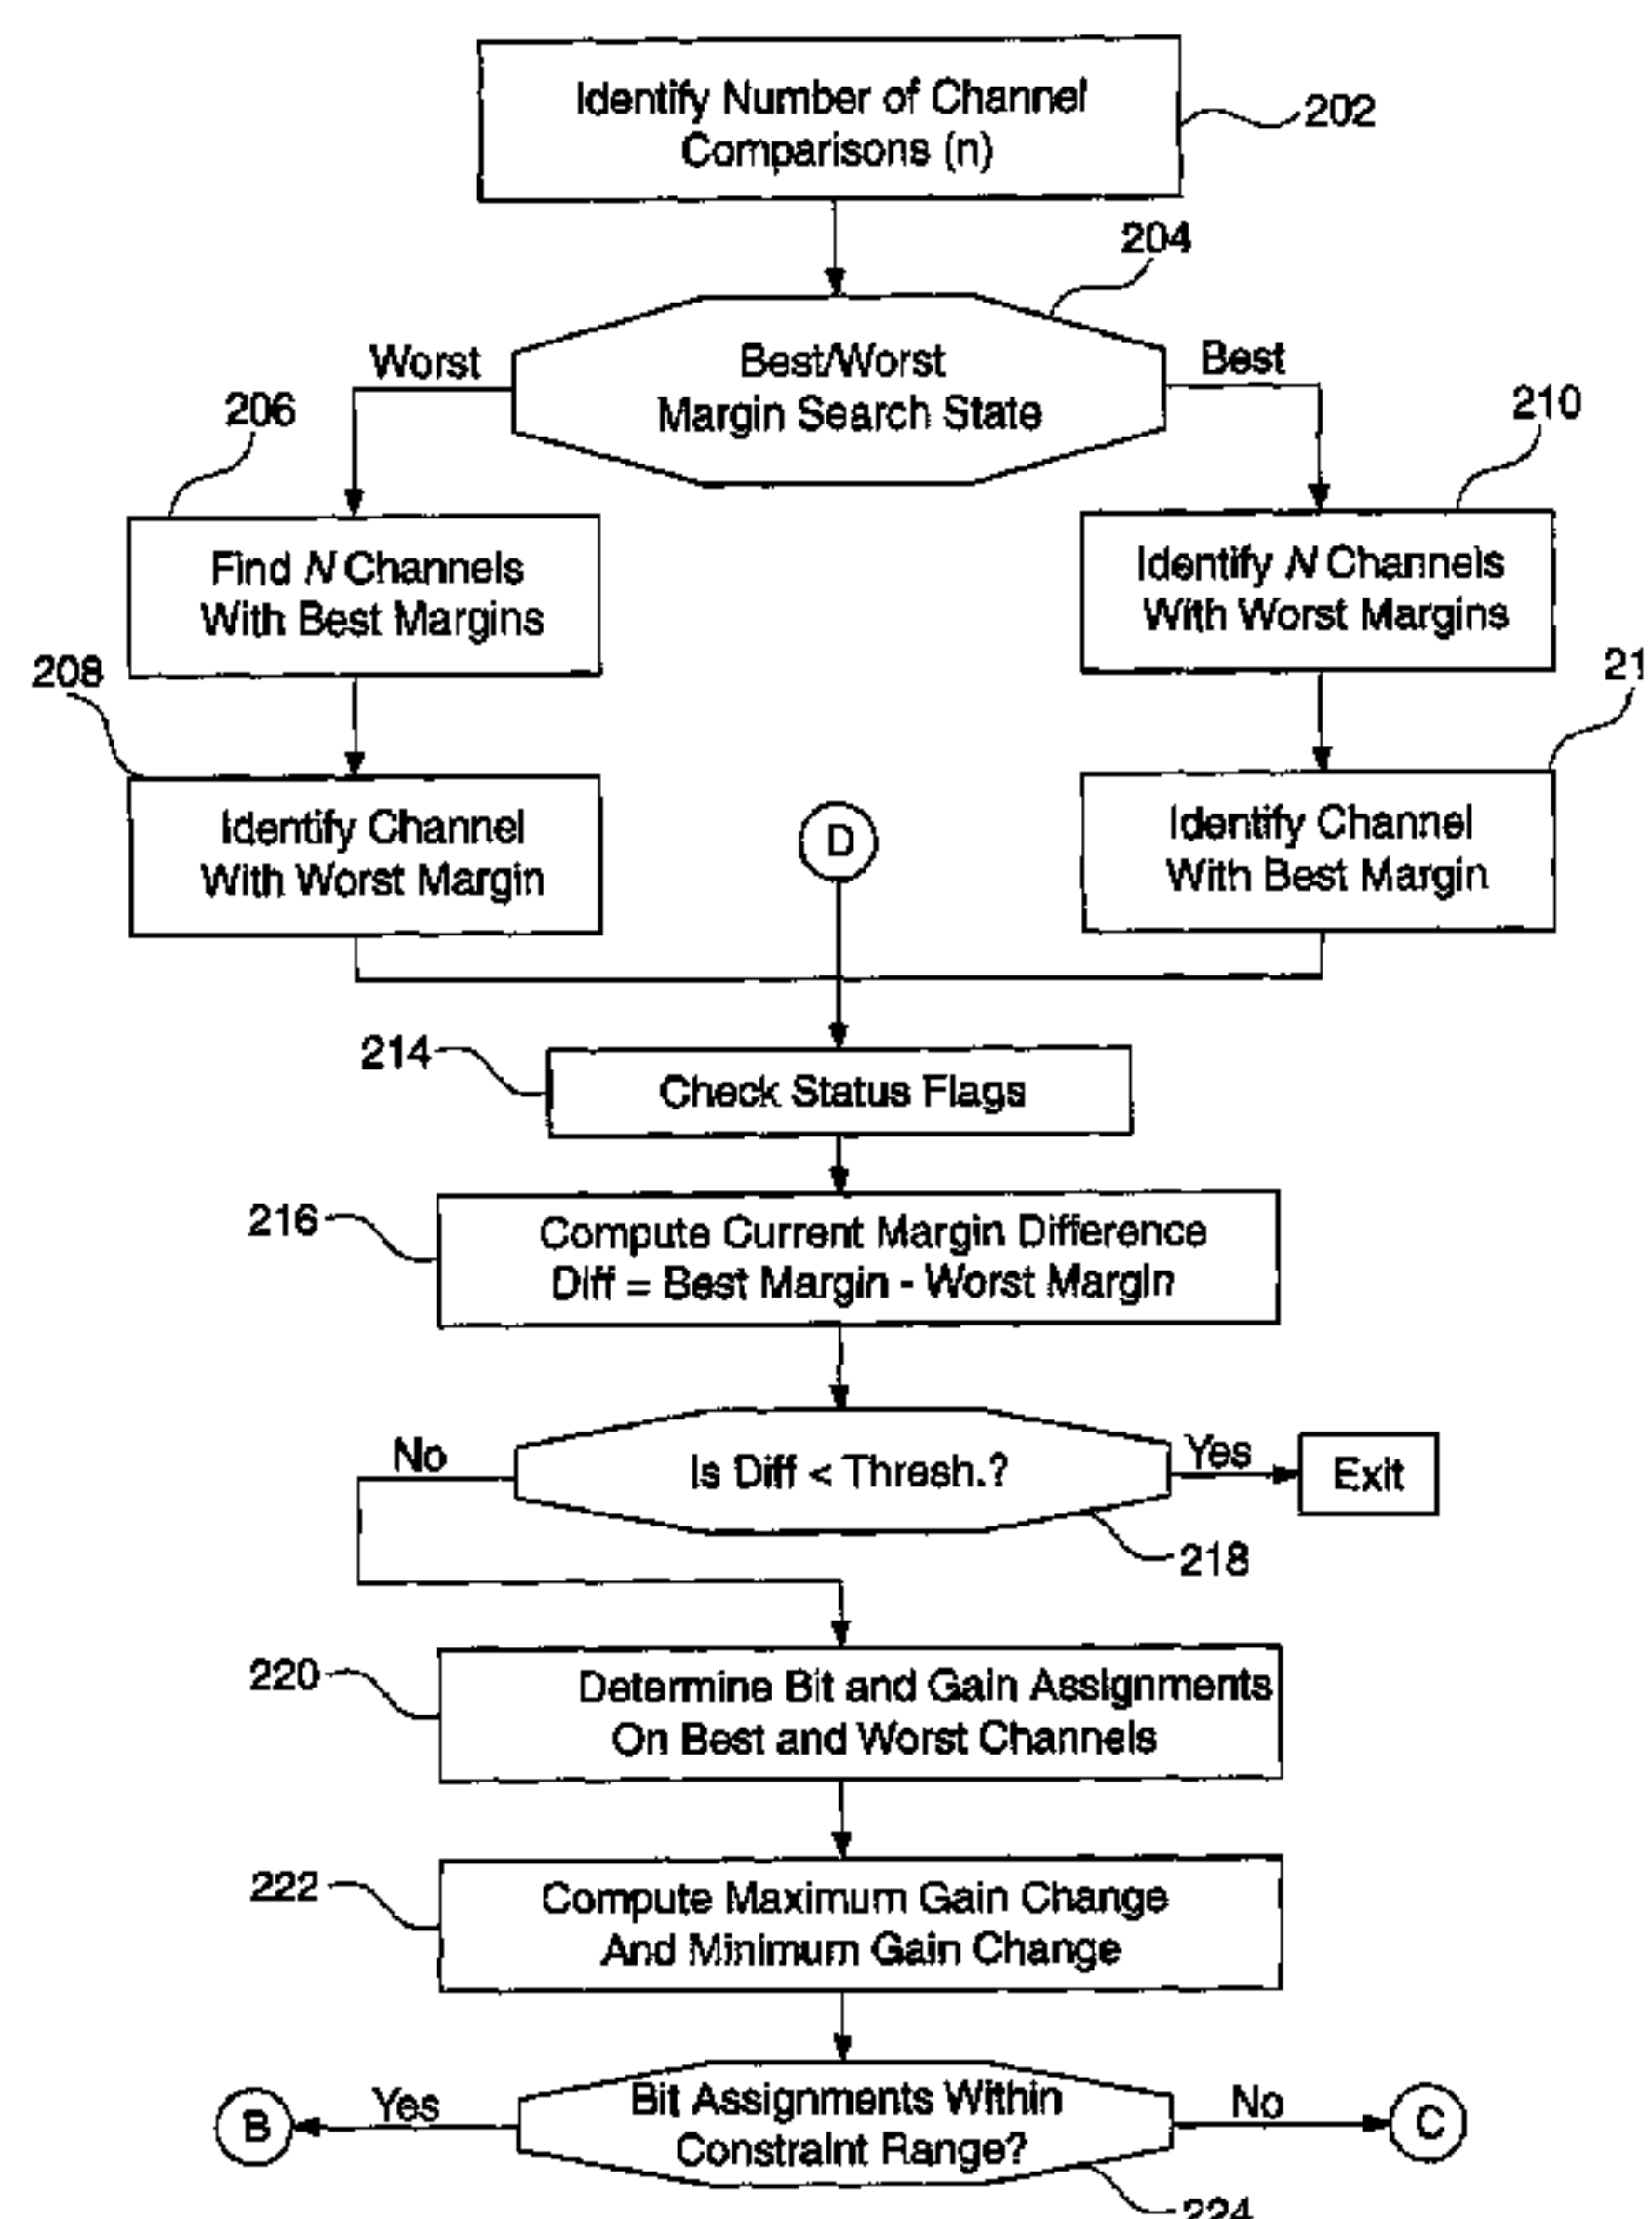 Identify Number of Channel
Comparisons (n)
202
204
Worst
Best/Worst
Margin Search State
Best
206
210
Find N Channels
With Best Margins
Identify N Channels
With Worst Margins
208
21
Identify Channel
With Worst Margin
D
Identify Channel
With Best Margin
214
Check Status Flags
216
Compute Current Margin Difference
Diff = Best Margin - Worst Margin
No
Is Diff < Thresh.?
Yes
Exit
218
220
Determine Bit and Gain Assignments
On Best and Worst Channels
222
Compute Maximum Gain Change
And Minimum Gain Change
B
Yes
Bit Assignments Within
Constraint Range?
No
C
224